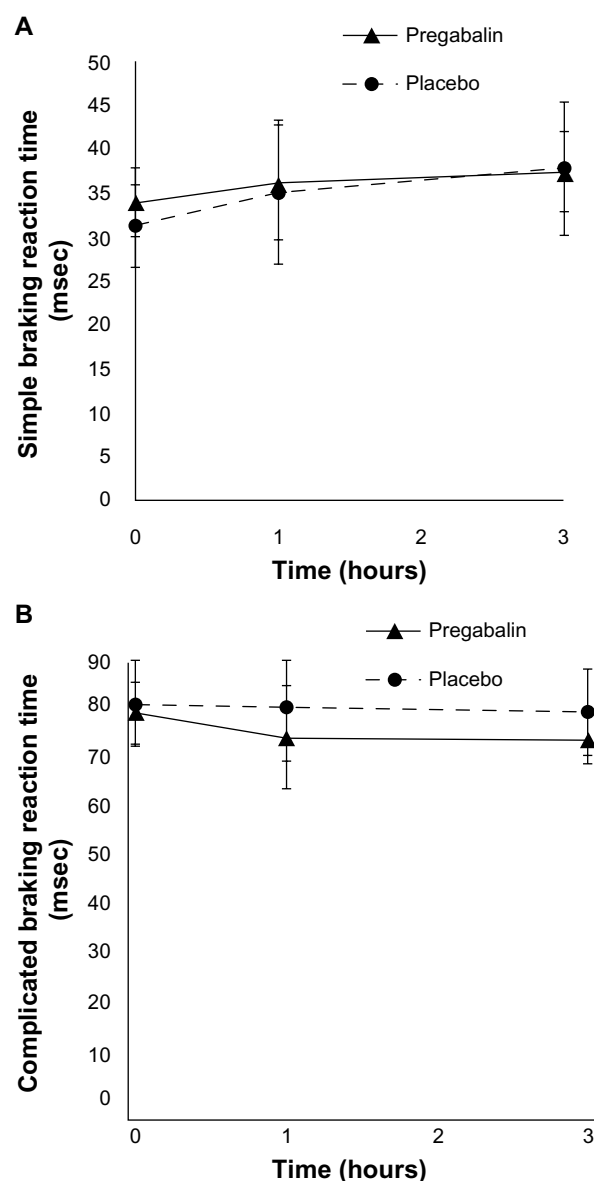 A
Pregabalin
Placebo
Simple braking reaction time
(msec)
50
45
40
35
30
25
20
15
10
5
0
0 1 2 3
Time (hours)
B
Pregabalin
Placebo
Complicated braking reaction time
(msec)
90
80
70
60
50
40
30
20
10
0
0 1 2 3
Time (hours)